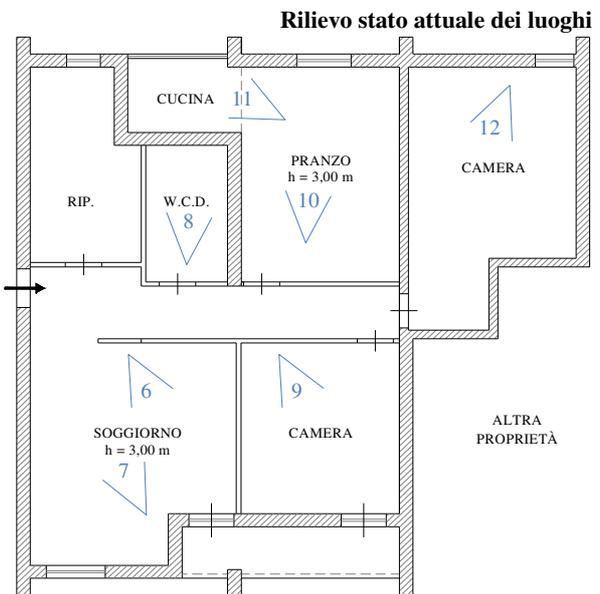 Rilievo stato attuale dei luoghi
CUCINA
11
12
PRANZO
h = 3,00 m
CAMERA
RIP.
W.C.D.
8
10
6
9
SOGGIORNO
h = 3,00 m
7
CAMERA
ALTRA
PROPRIETÀ